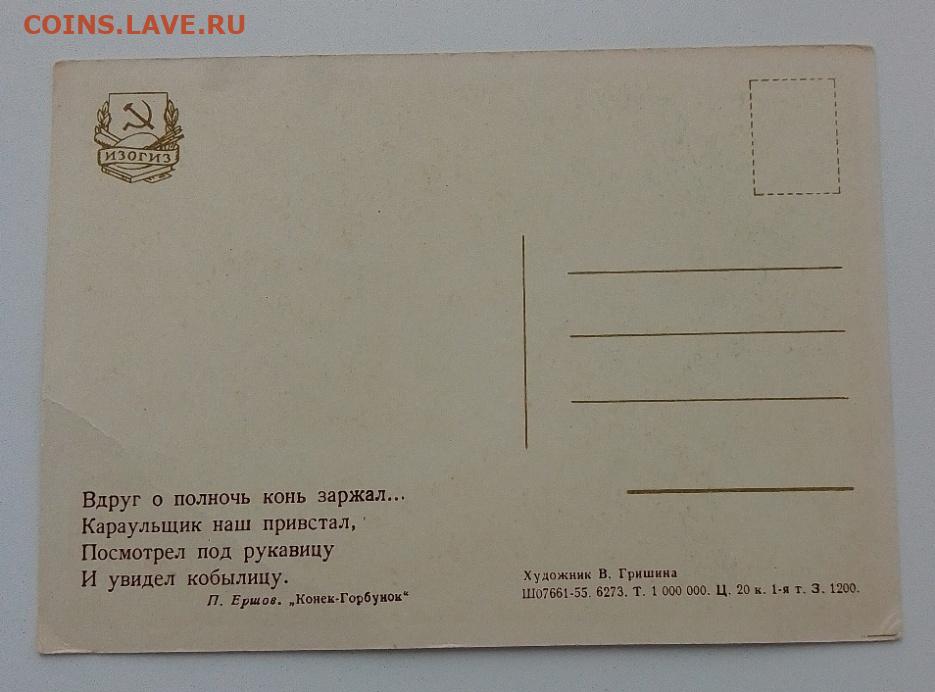 COINS.LAVE.RU
ИЗОГИЗ
Вдруг о полночь конь заржал...
Караульщик наш привстал,
Посмотрел под рукавицу
И увидел кобылицу.
П. Ершов. „Конек-Горбунок“
Художник В. Гришина
Ш07661-55. 6273. Т. 1 000 000. Ц. 20 к. 1-я т. З. 1200.